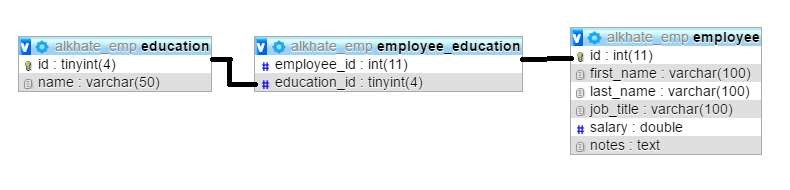 alkhate_emp education
id : tinyint(4)
name : varchar(50)
alkhate_emp employee_education
employee_id : int(11)
education_id : tinyint(4)
alkhate_emp employee
id : int(11)
first_name : varchar(100)
last_name : varchar(100)
job_title : varchar(100)
salary : double
notes : text